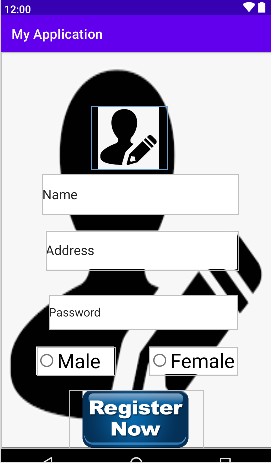 12:00
My Application
Name
Address
Password
Male
Female
Register
Now